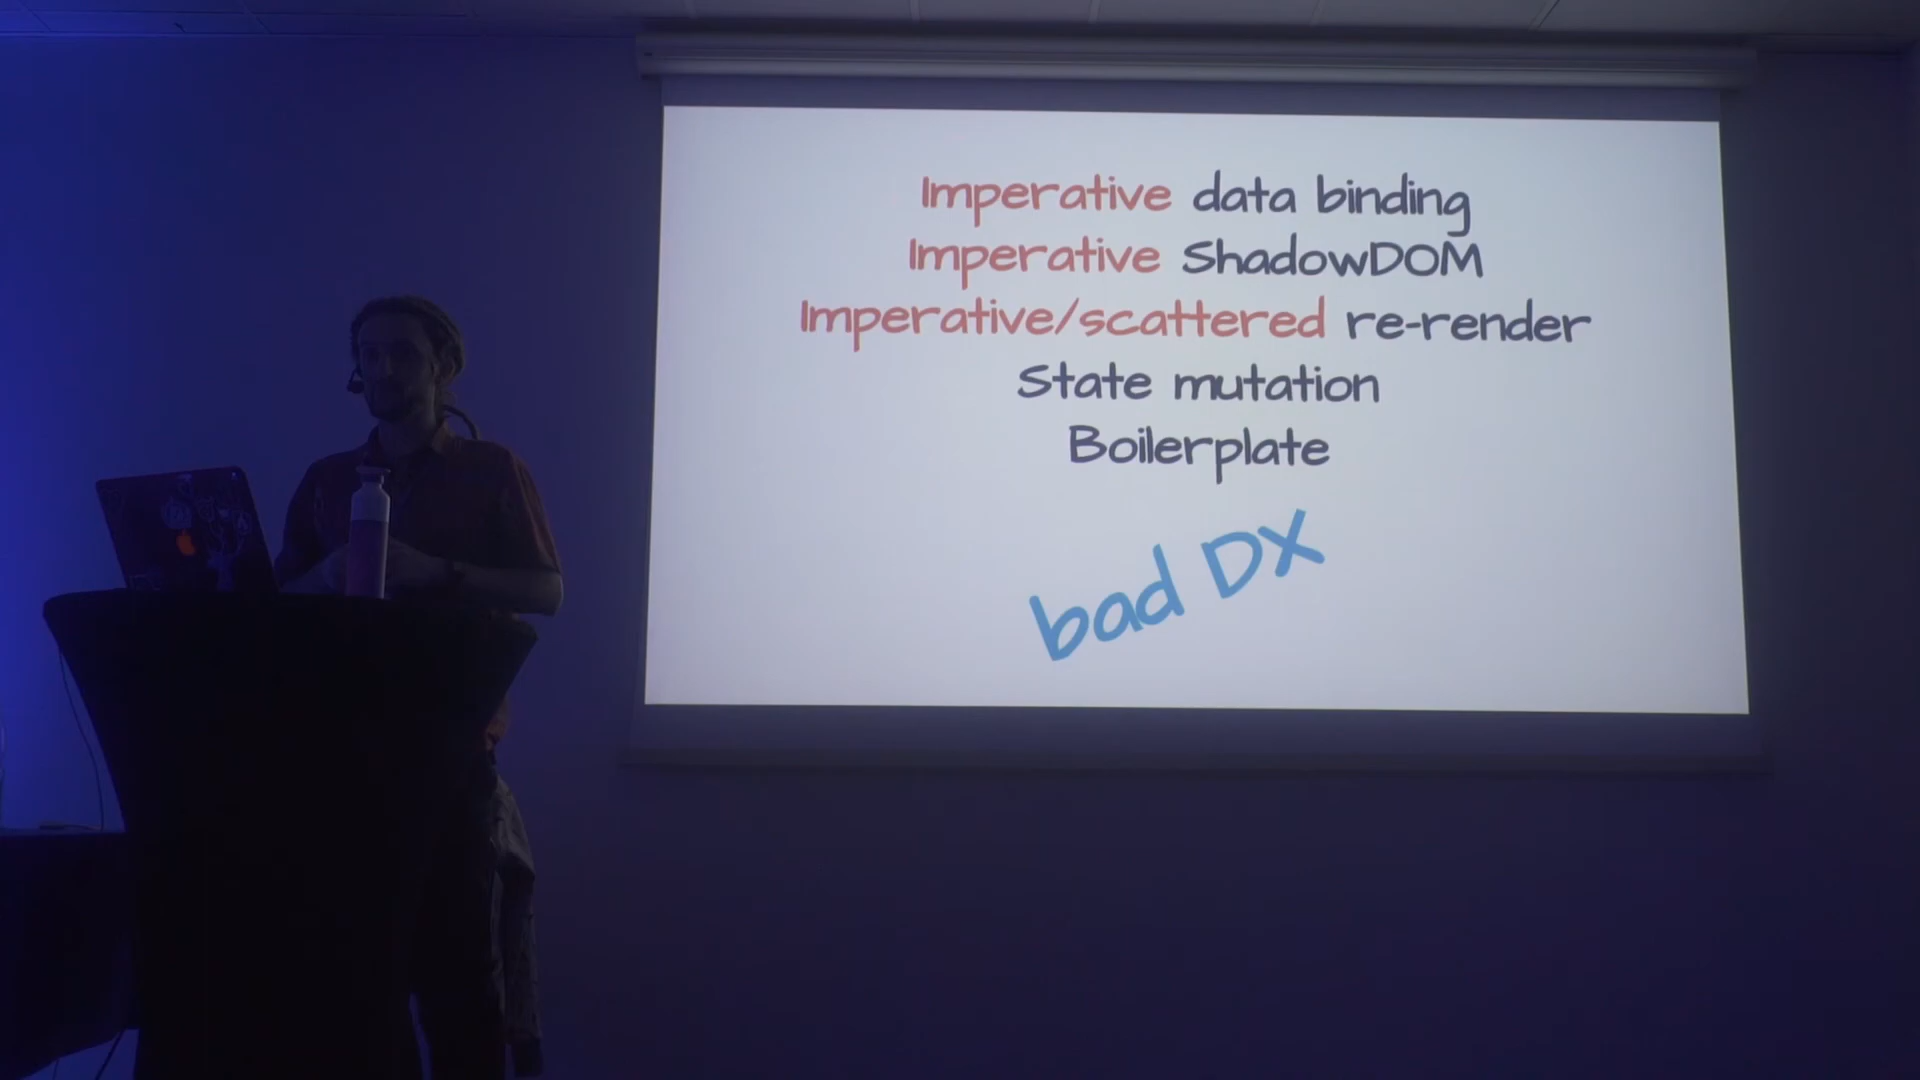 Imperative data binding
Imperative ShadowDOM
Imperative/scattered re-render
State mutation
Boilerplate
bad DX